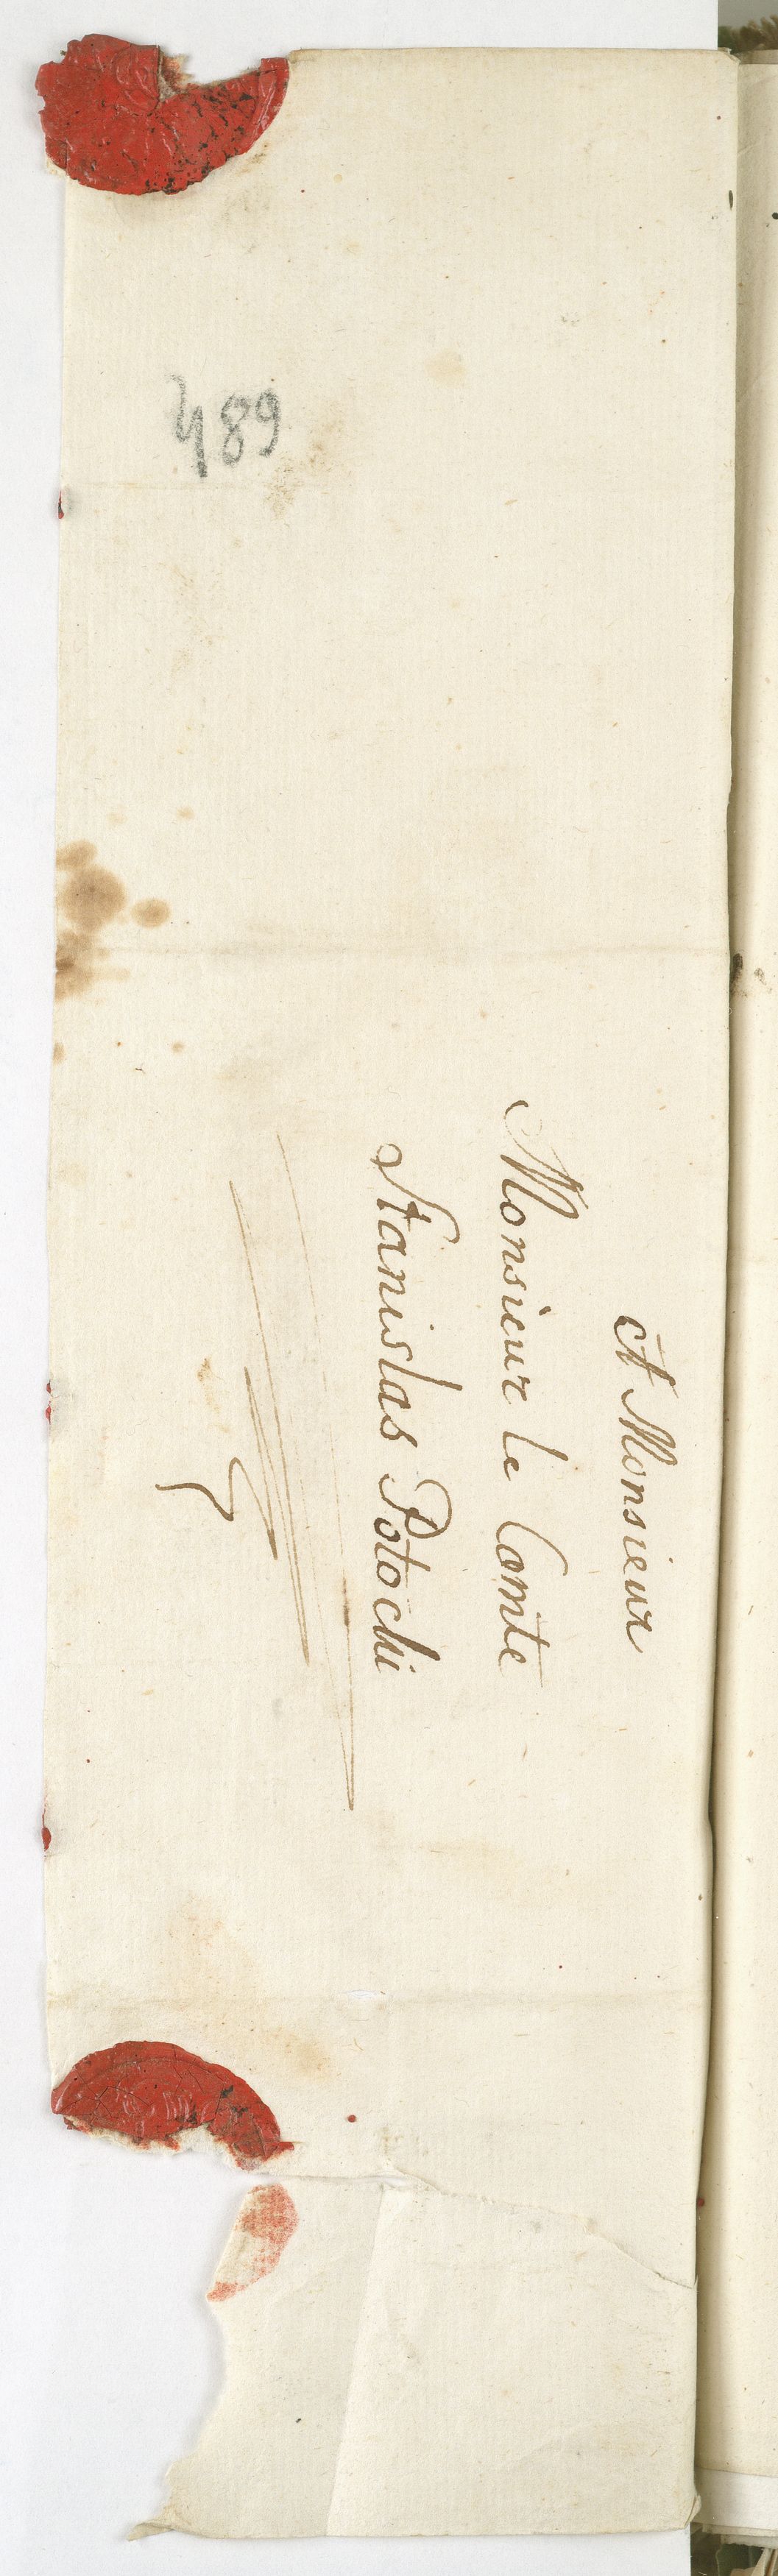 A Monsieur
Monsieur le Comte
Stanislas Potocki
489